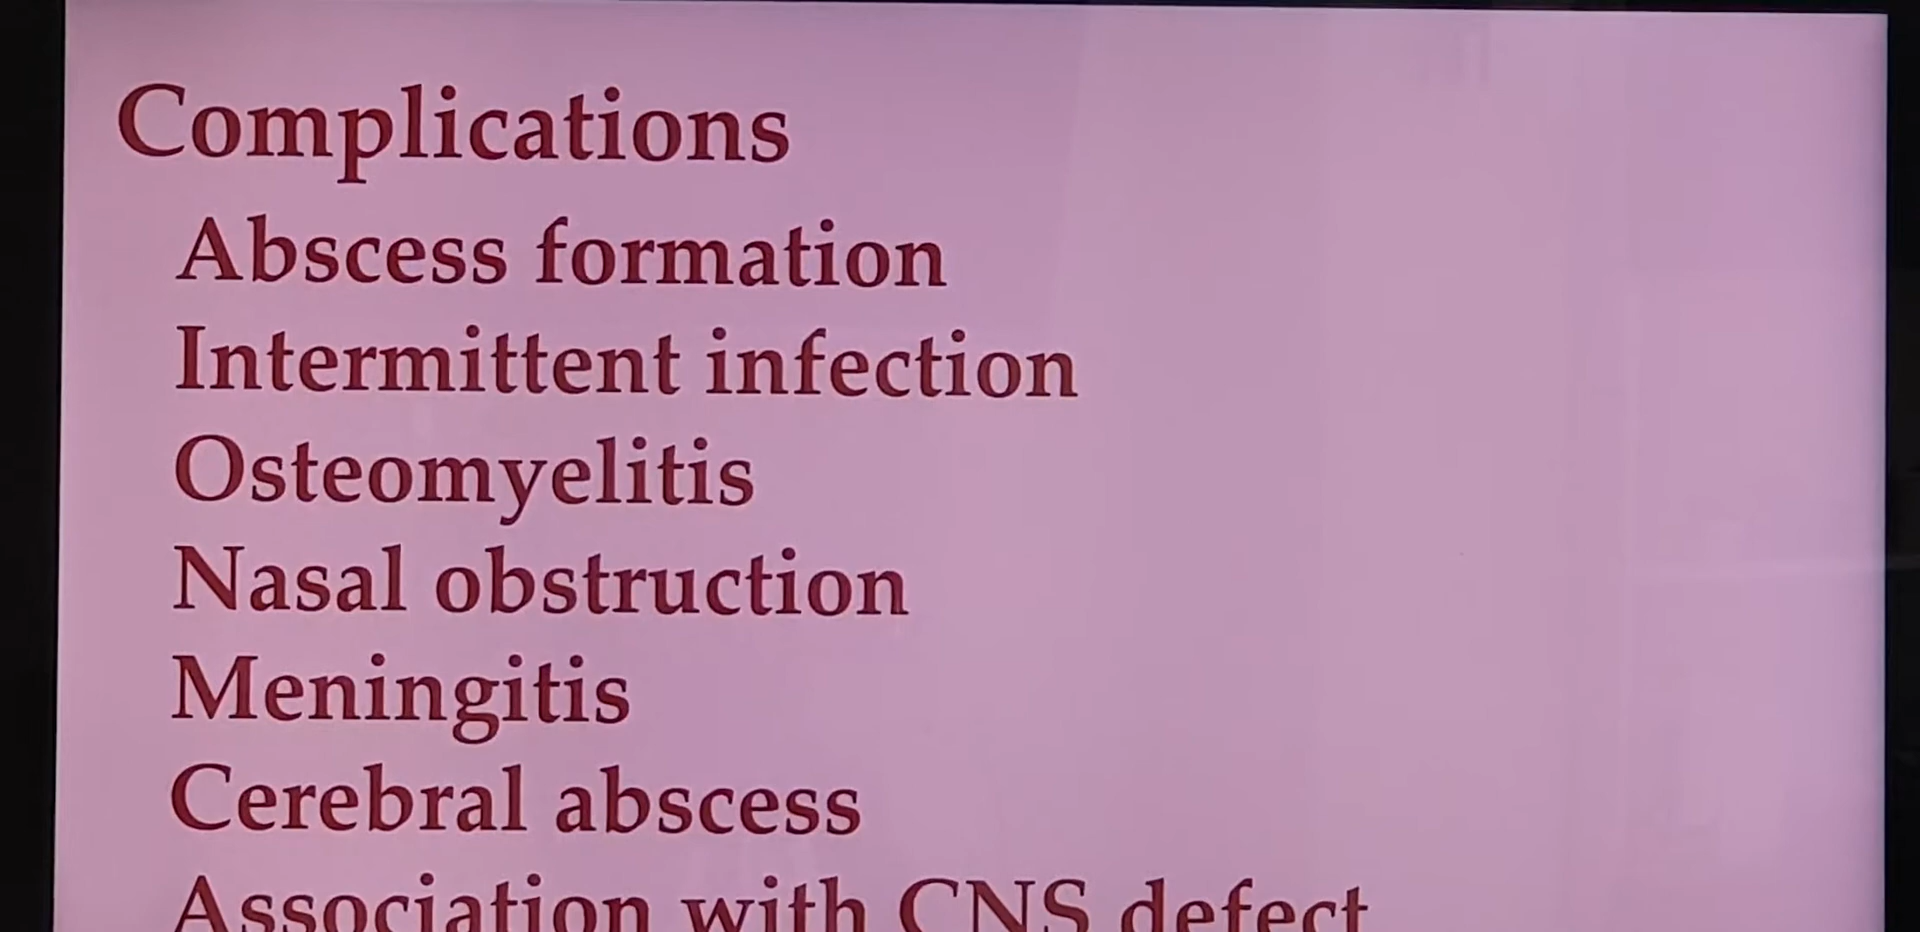 Complications
Abscess formation
Intermittent infection
Osteomyelitis
Nasal obstruction
Meningitis
Cerebral abscess
Association with CNS defect